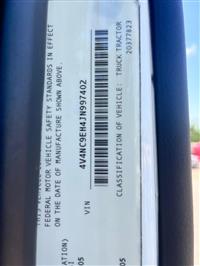 FEDERAL MOTOR VEHICLE SAFETY STANDARDS IN EFFECT
ON THE DATE OF MANUFACTURE SHOWN ABOVE.
4V4NC9EH4JN997402
VIN
CLASSIFICATION OF VEHICLE: TRUCK TRACTOR
20377823